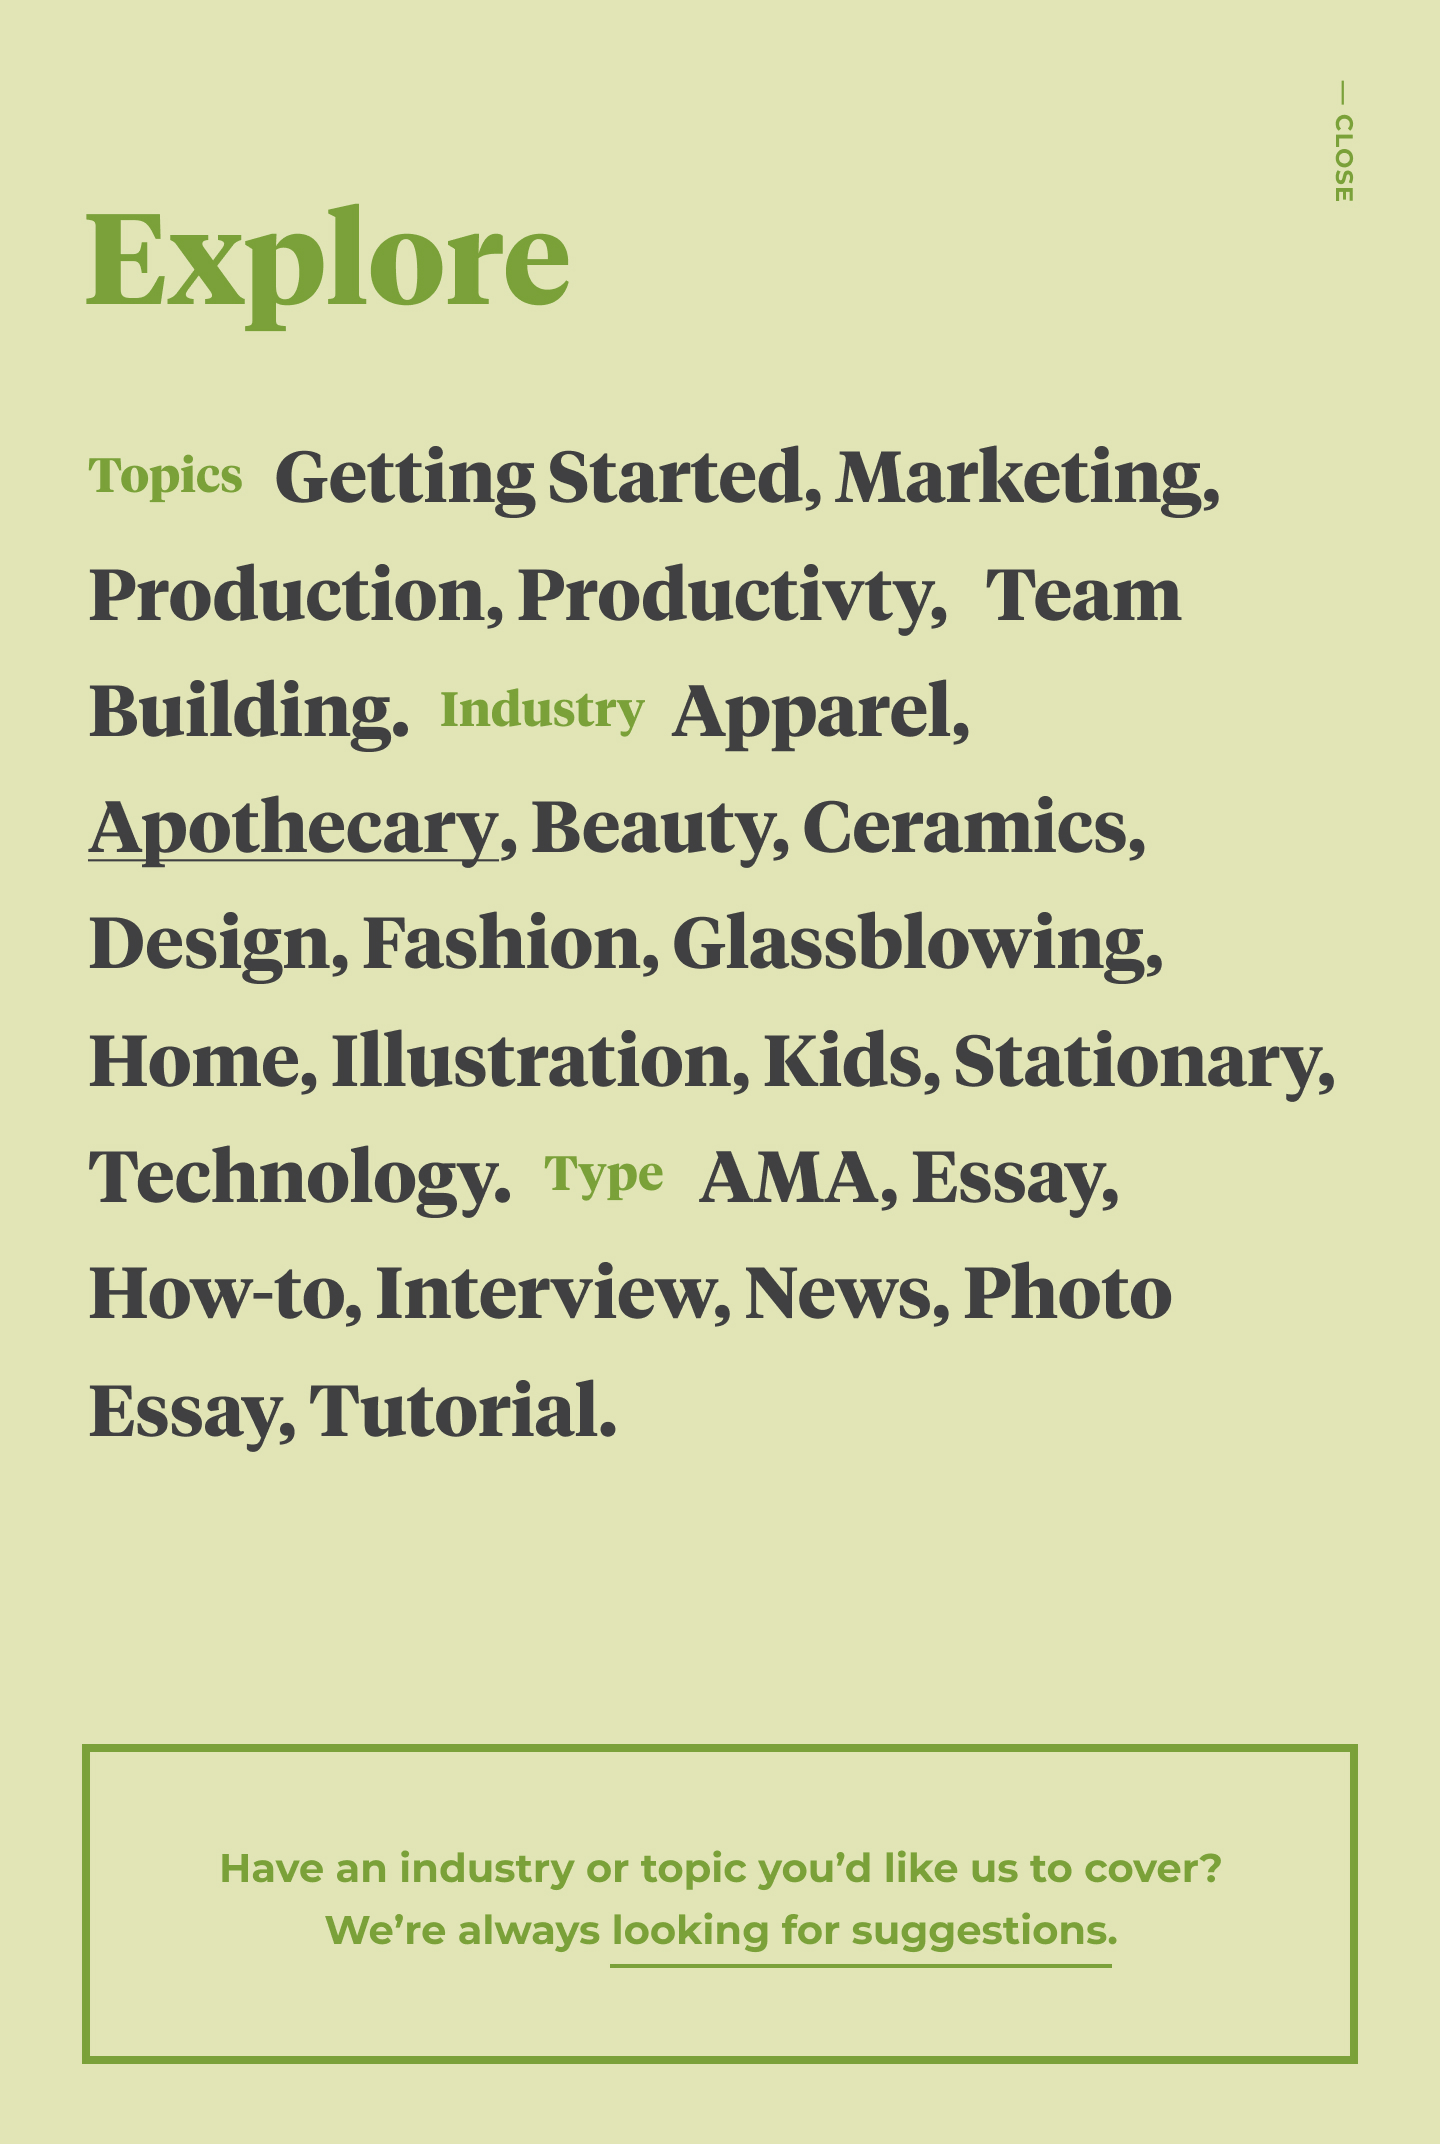 — CLOSE
Explore
Topics Getting Started, Marketing,
Production, Productivty, Team
Building. Industry Apparel,
Apothecary, Beauty, Ceramics,
Design, Fashion, Glassblowing,
Home, Illustration, Kids, Stationary,
Technology. Type AMA, Essay,
How-to, Interview, News, Photo
Essay, Tutorial.
Have an industry or topic you’d like us to cover?
We’re always looking for suggestions.